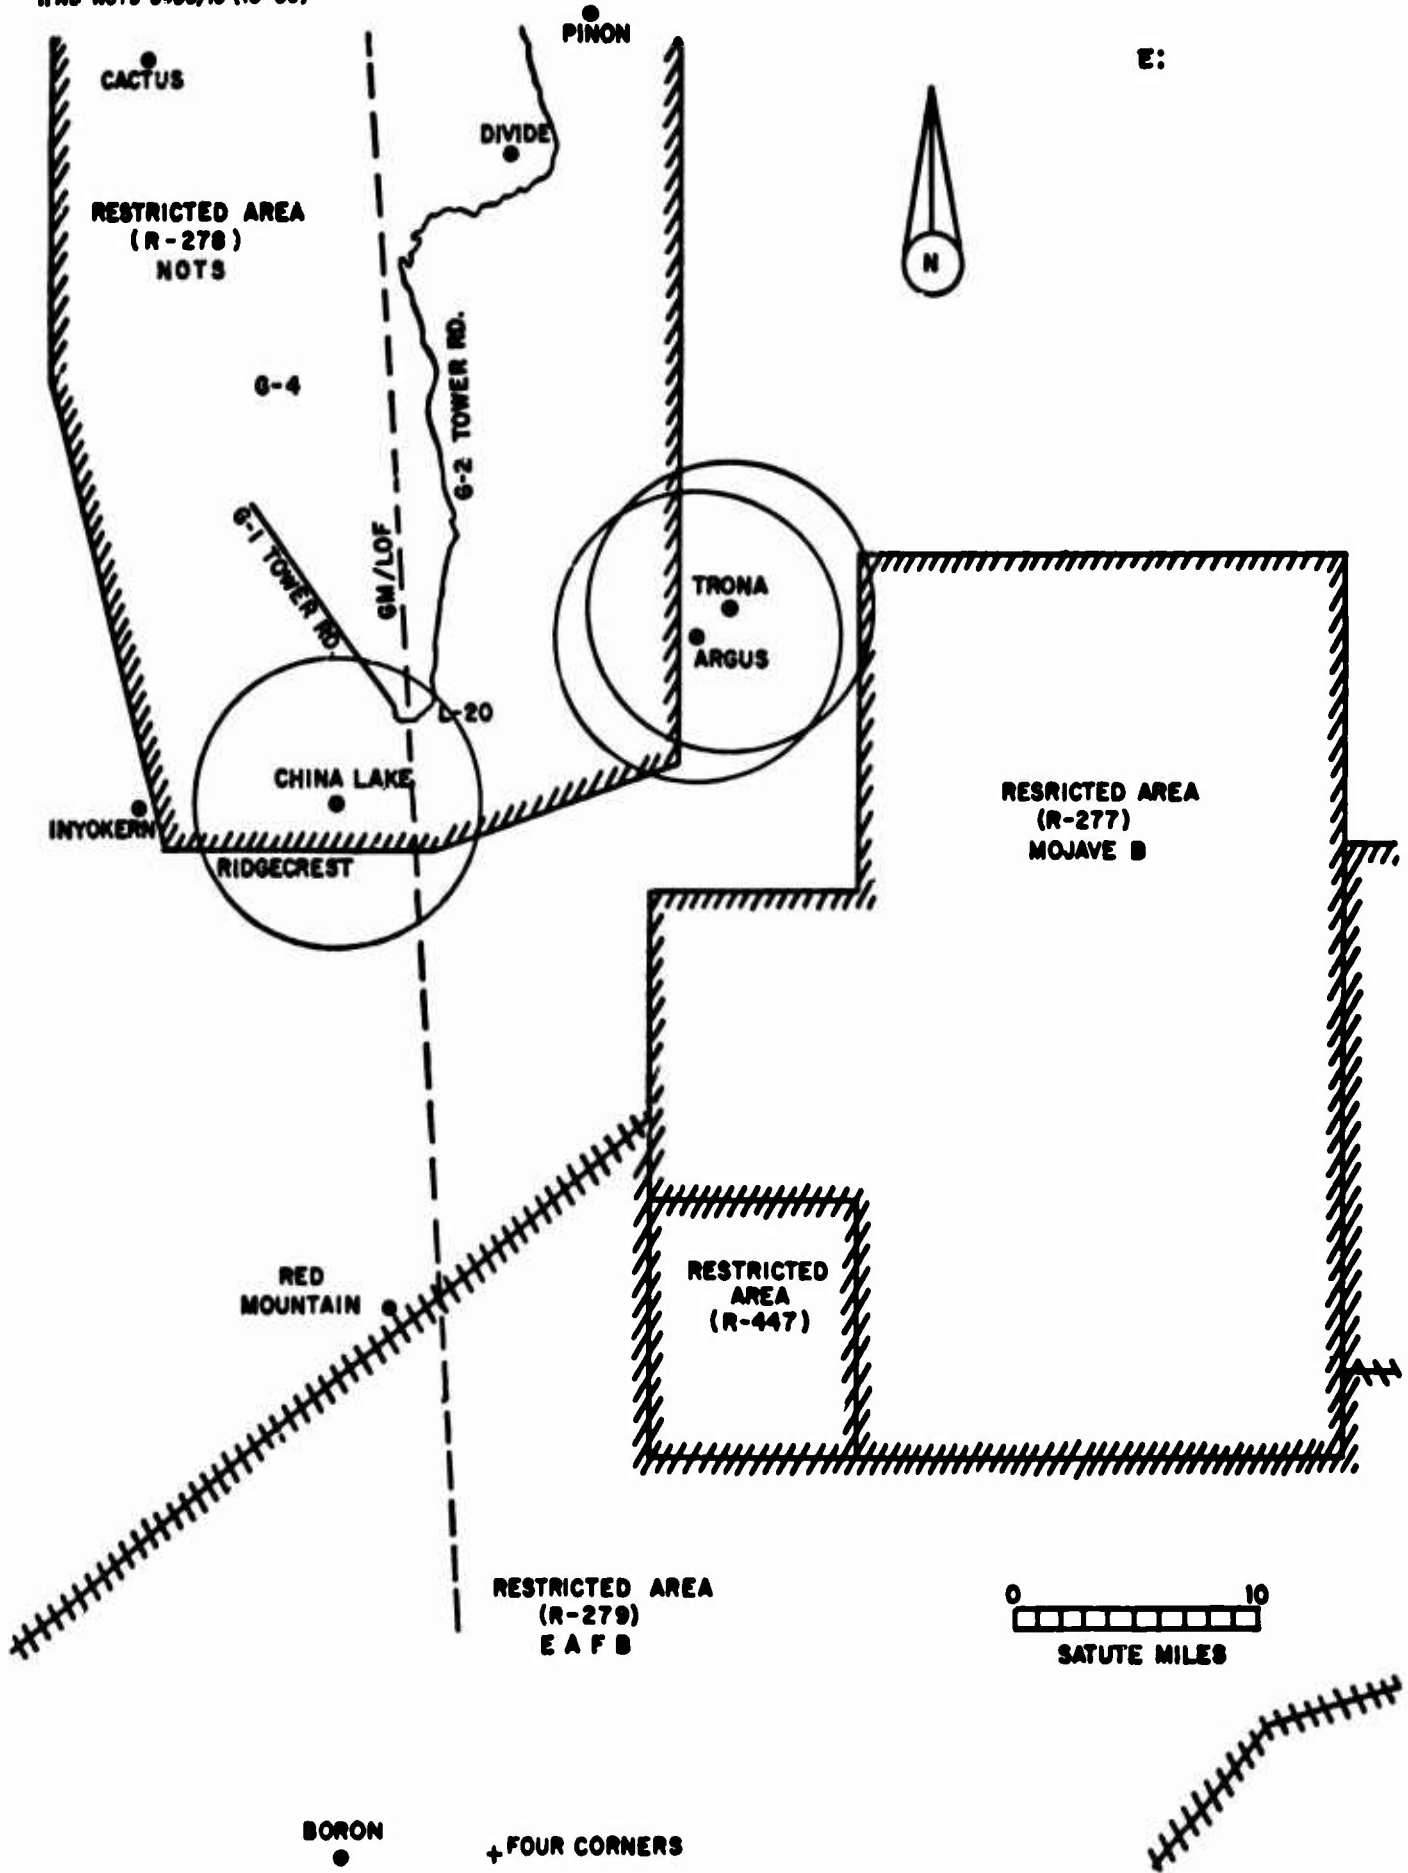 PINON
E:
CACTUS
DIVIDE
RESTRICTED AREA
(R-278)
NOTS
N
G-2 TOWER RD.
G-4
G-1 TOWER RD.
GM/LOF
TRONA
ARGUS
L-20
CHINA LAKE
INYOKERN
RIDGECREST
RESRICTED AREA
(R-277)
MOJAVE B
RED
MOUNTAIN
RESTRICTED
AREA
(R-447)
RESTRICTED AREA
(R-279)
E A F B
0 10
SATUTE MILES
BORON
+FOUR CORNERS